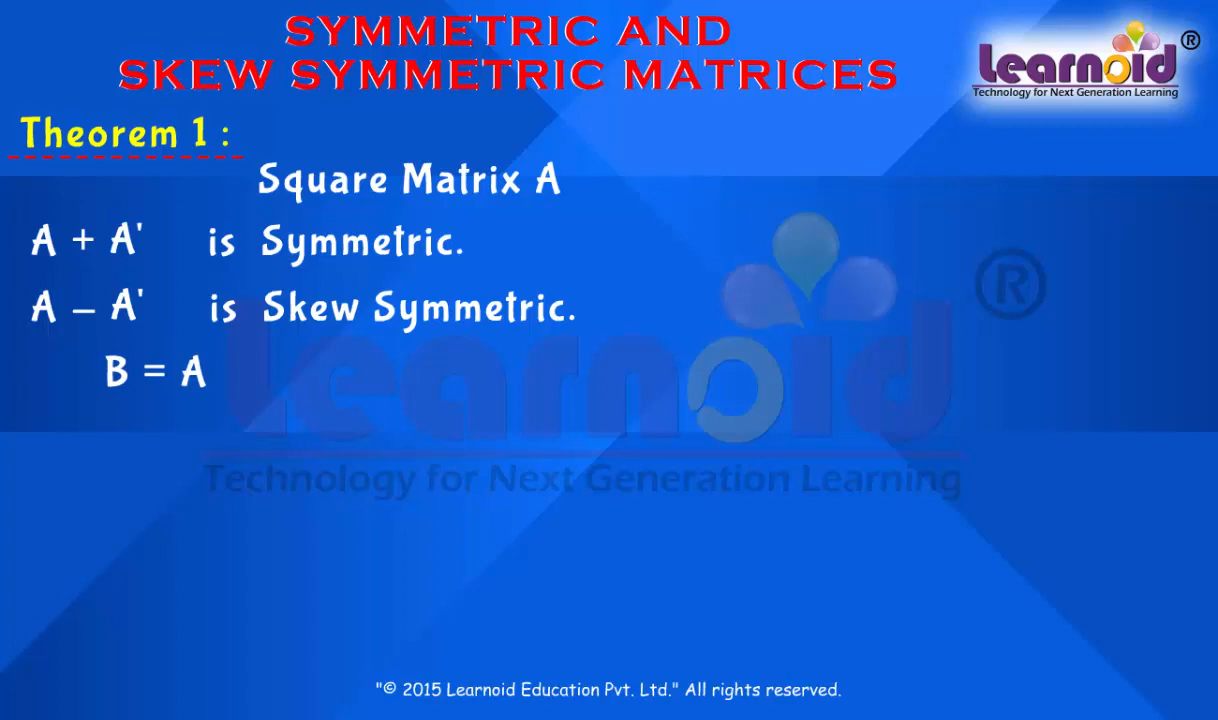 SYMMETRIC AND
SKEW SYMMETRIC MATRICES
Learnoid ®
Technology for Next Generation Learning
Theorem 1 :
Square Matrix A
A + A' is Symmetric.
A – A' is Skew Symmetric.
B = A
Learnoid ®
Technology for Next Generation Learning
"© 2015 Learnoid Education Pvt. Ltd." All rights reserved.